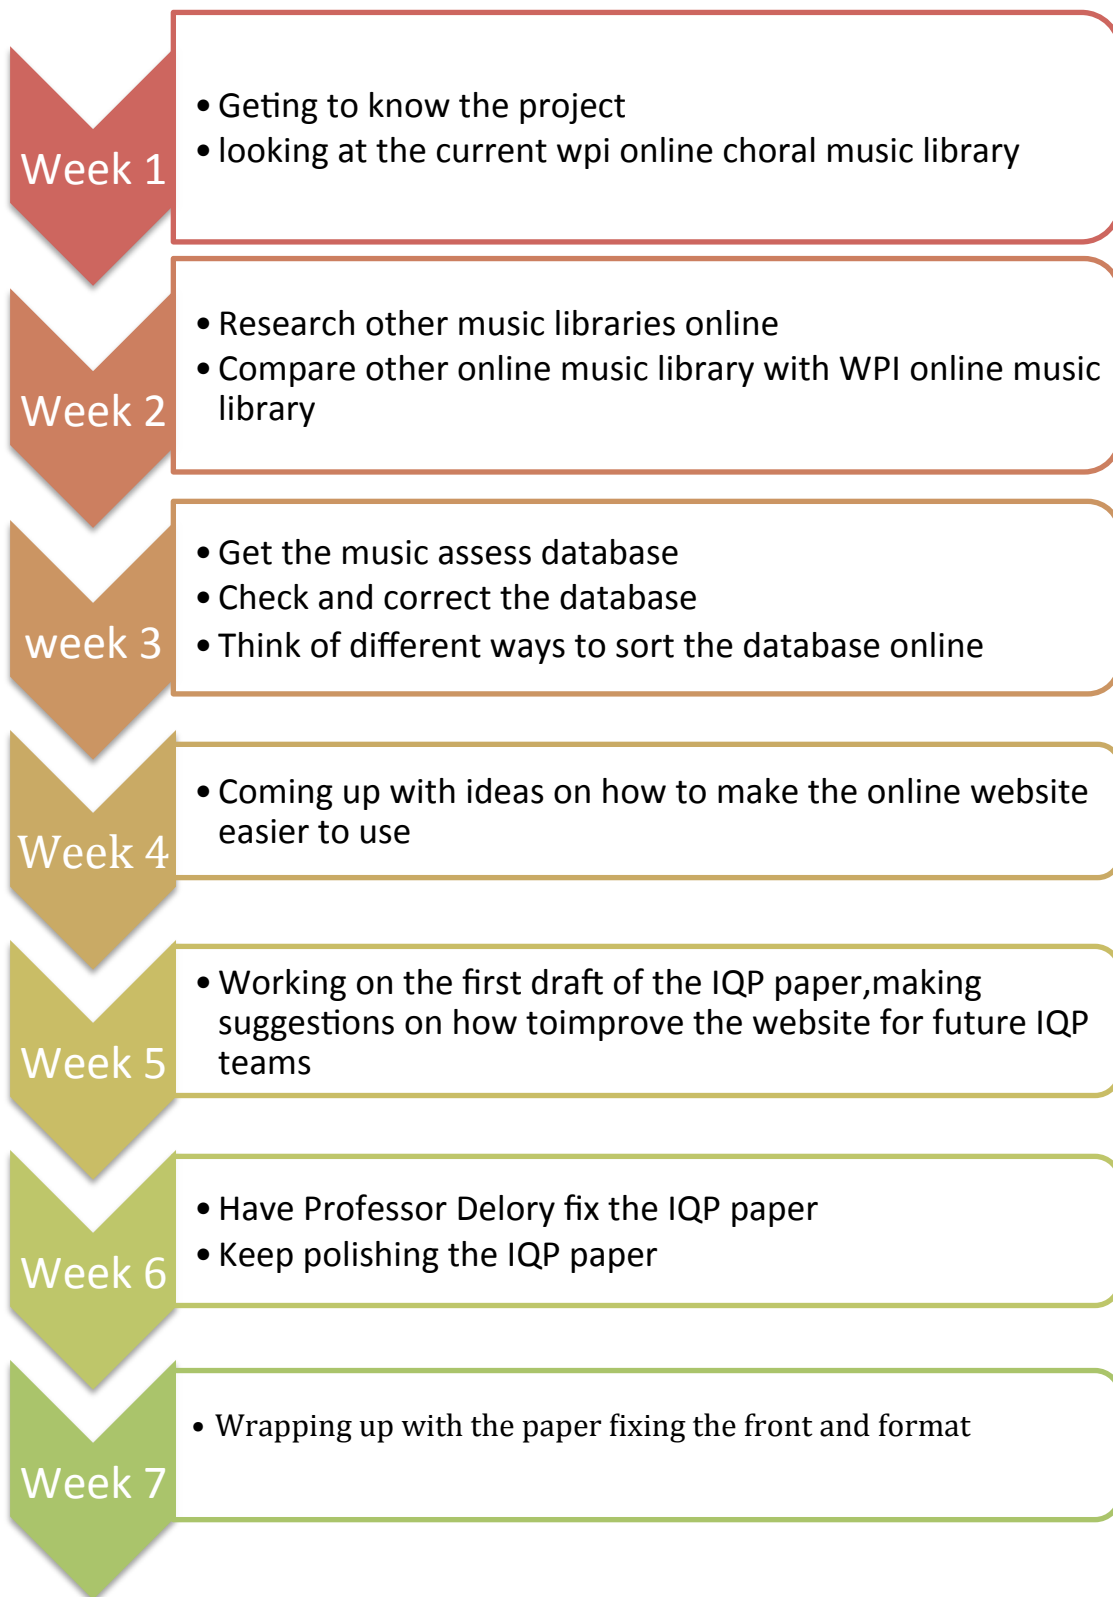 Week 1
• Geting to know the project
• looking at the current wpi online choral music library
Week 2
• Research other music libraries online
• Compare other online music library with WPI online music
library
week 3
• Get the music assess database
• Check and correct the database
• Think of different ways to sort the database online
Week 4
• Coming up with ideas on how to make the online website
easier to use
Week 5
• Working on the first draft of the IQP paper,making
suggestions on how toimprove the website for future IQP
teams
Week 6
• Have Professor Delory fix the IQP paper
• Keep polishing the IQP paper
Week 7
• Wrapping up with the paper fixing the front and format